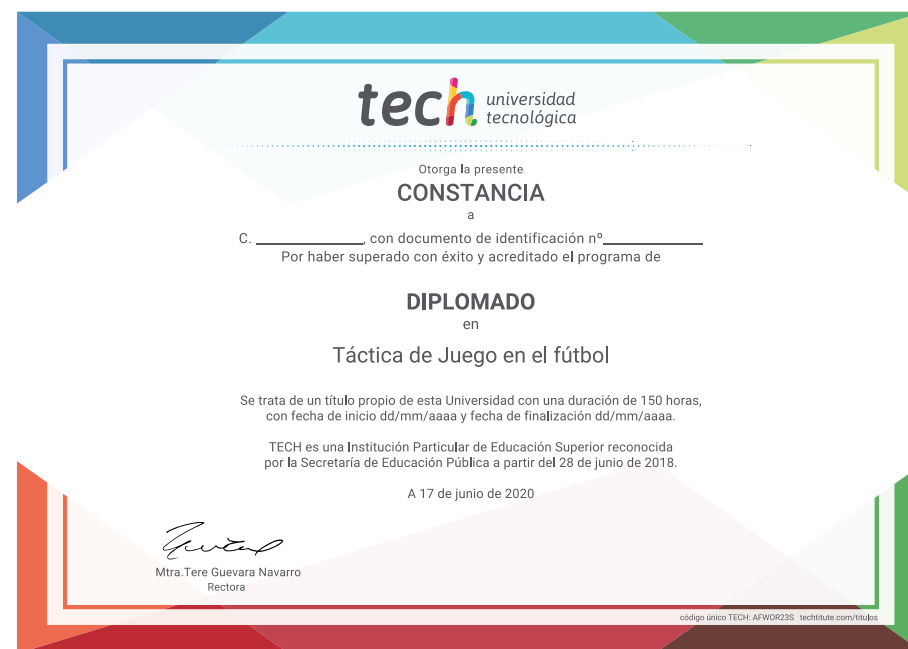 tech universidad
tecnológica
Otorga la presente
CONSTANCIA
a
C. ____________, con documento de identificación nº____________
Por haber superado con éxito y acreditado el programa de
DIPLOMADO
en
Táctica de Juego en el fútbol
Se trata de un título propio de esta Universidad con una duración de 150 horas,
con fecha de inicio dd/mm/aaaa y fecha de finalización dd/mm/aaaa.
TECH es una Institución Particular de Educación Superior reconocida
por la Secretaría de Educación Pública a partir del 28 de junio de 2018.
A 17 de junio de 2020
Mtra.Tere Guevara Navarro
Rectora
código único TECH: AFWOR23S techtitute.com/titulos